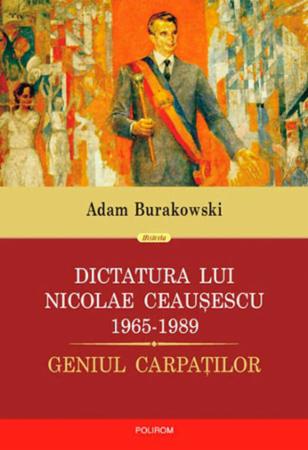 Adam Burakowski
Historia
DICTATURA LUI
NICOLAE CEAUȘESCU
1965-1989
GENIUL CARPAȚILOR
POLIROM